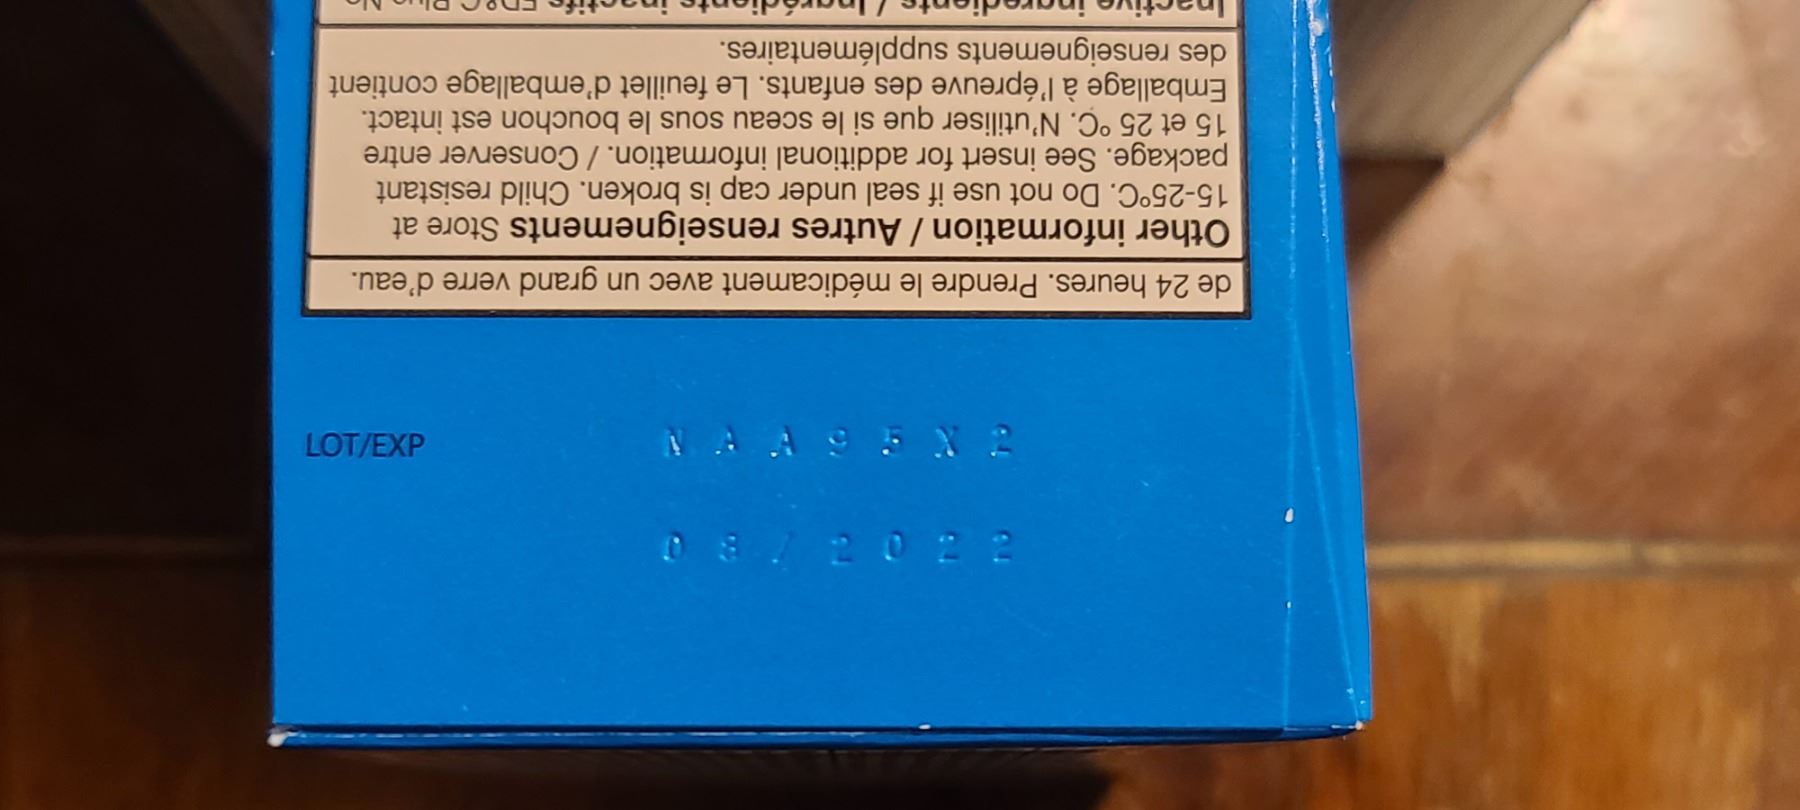 LOT/EXP NAA95X2
08/2022
de 24 heures. Prendre le médicament avec un grand verre d'eau.
Other information / Autres renseignements Store at
15-25°C. Do not use if seal under cap is broken. Child resistant
package. See insert for additional information. / Conserver entre
15 et 25 °C. N'utiliser que si le sceau sous le bouchon est intact.
Emballage à l'épreuve des enfants. Le feuillet d'emballage contient
des renseignements supplémentaires.
Inactive ingredients / Ingrédients inactifs FD&C Blue No